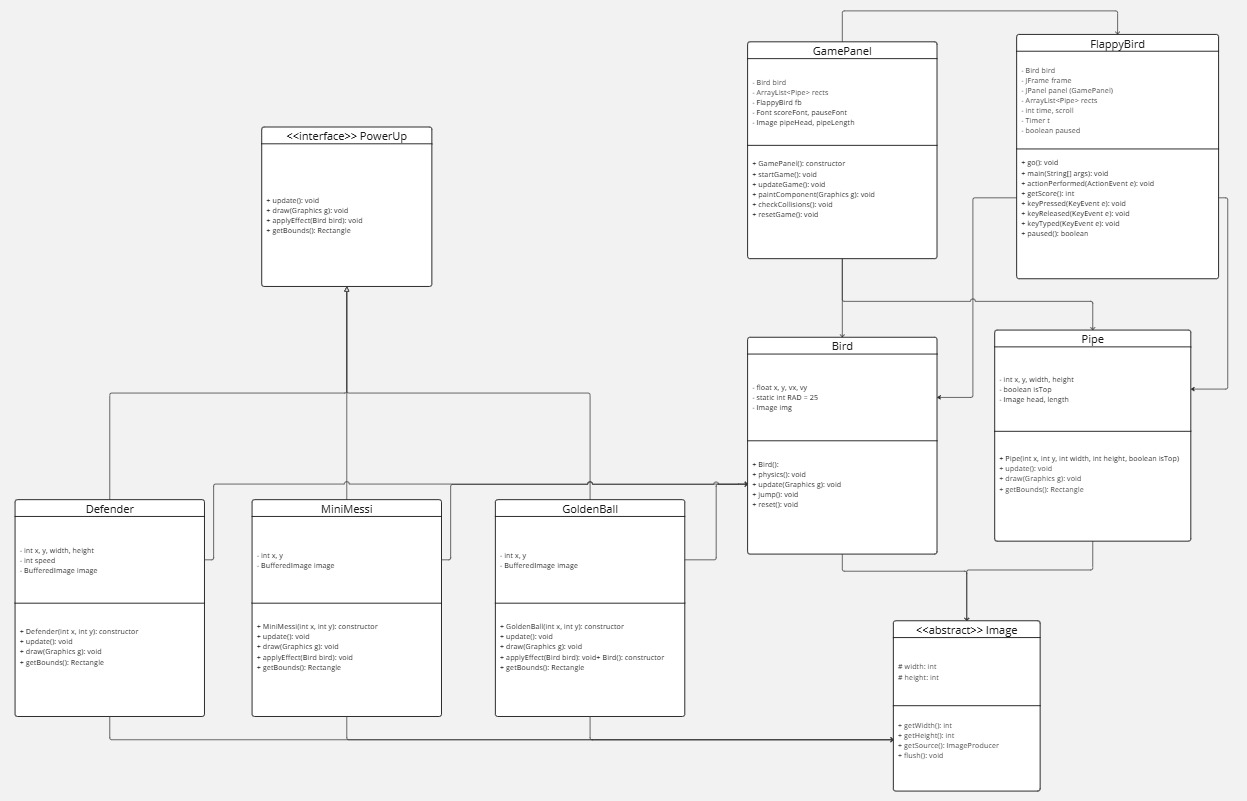 GamePanel
- Bird bird
- ArrayList<Pipe> rects
- FlappyBird fb
- Font scoreFont, pauseFont
- Image pipeHead, pipeLength
+ GamePanel(): constructor
+ startGame(): void
+ updateGame(): void
+ paintComponent(Graphics g): void
+ checkCollisions(): void
+ resetGame(): void
FlappyBird
- Bird bird
- JFrame frame
- JPanel panel (GamePanel)
- ArrayList<Pipe> rects
- int time, scroll
- Timer t
- boolean paused
+ go(): void
+ main(String[] args): void
+ actionPerformed(ActionEvent e): void
+ getScore(): int
+ keyPressed(KeyEvent e): void
+ keyReleased(KeyEvent e): void
+ keyTyped(KeyEvent e): void
+ paused(): boolean
<<interface>> PowerUp
+ update(): void
+ draw(Graphics g): void
+ applyEffect(Bird bird): void
+ getBounds(): Rectangle
Bird
- float x, y, vx, vy
- static int RAD = 25
- Image img
+ Bird():
+ physics(): void
+ update(Graphics g): void
+ jump(): void
+ reset(): void
Pipe
- int x, y, width, height
- boolean isTop
- Image head, length
+ Pipe(int x, int y, int width, int height, boolean isTop)
+ update(): void
+ draw(Graphics g): void
+ getBounds(): Rectangle
Defender
- int x, y, width, height
- int speed
- BufferedImage image
+ Defender(int x, int y): constructor
+ update(): void
+ draw(Graphics g): void
+ getBounds(): Rectangle
MiniMessi
- int x, y
- BufferedImage image
+ MiniMessi(int x, int y): constructor
+ update(): void
+ draw(Graphics g): void
+ applyEffect(Bird bird): void
+ getBounds(): Rectangle
GoldenBall
- int x, y
- BufferedImage image
+ GoldenBall(int x, int y): constructor
+ update(): void
+ draw(Graphics g): void
+ applyEffect(Bird bird): void+ Bird(): constructor
+ getBounds(): Rectangle
<<abstract>> Image
# width: int
# height: int
+ getWidth(): int
+ getHeight(): int
+ getSource(): ImageProducer
+ flush(): void